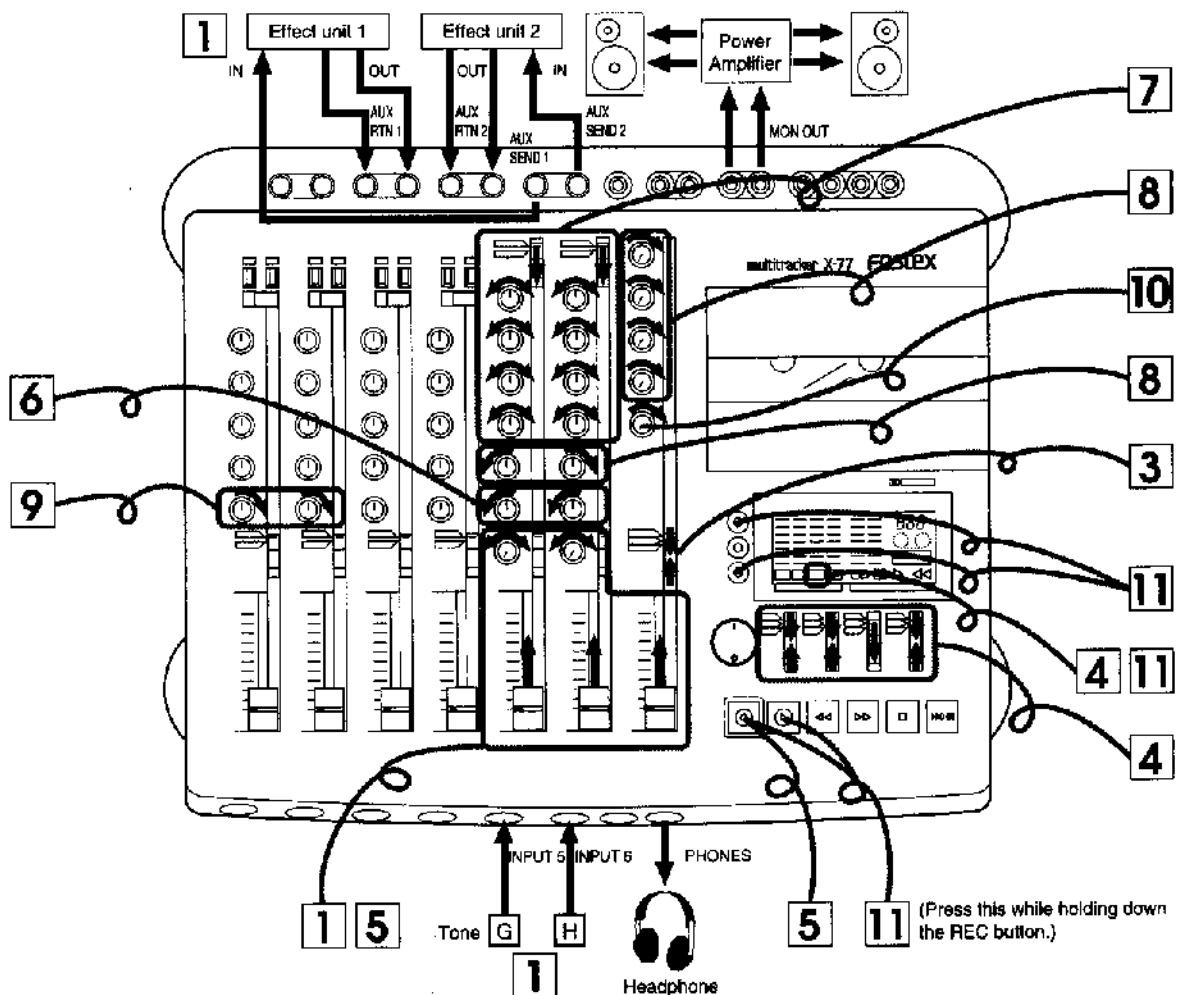 1
Effect unit 1
Effect unit 2
Power
Amplifier
IN
OUT
OUT
IN
AUX
RTN 1
AUX
RTN 2
AUX
SEND 1
AUX
SEND 2
MON OUT
7
8
multitracker X-77 FOSTEX
10
6
8
3
9
11
4 11
4
INPUT 5
INPUT 6
PHONES
1 5
Tone G
H
1
Headphone
5
11
(Press this while holding down
the REC button.)